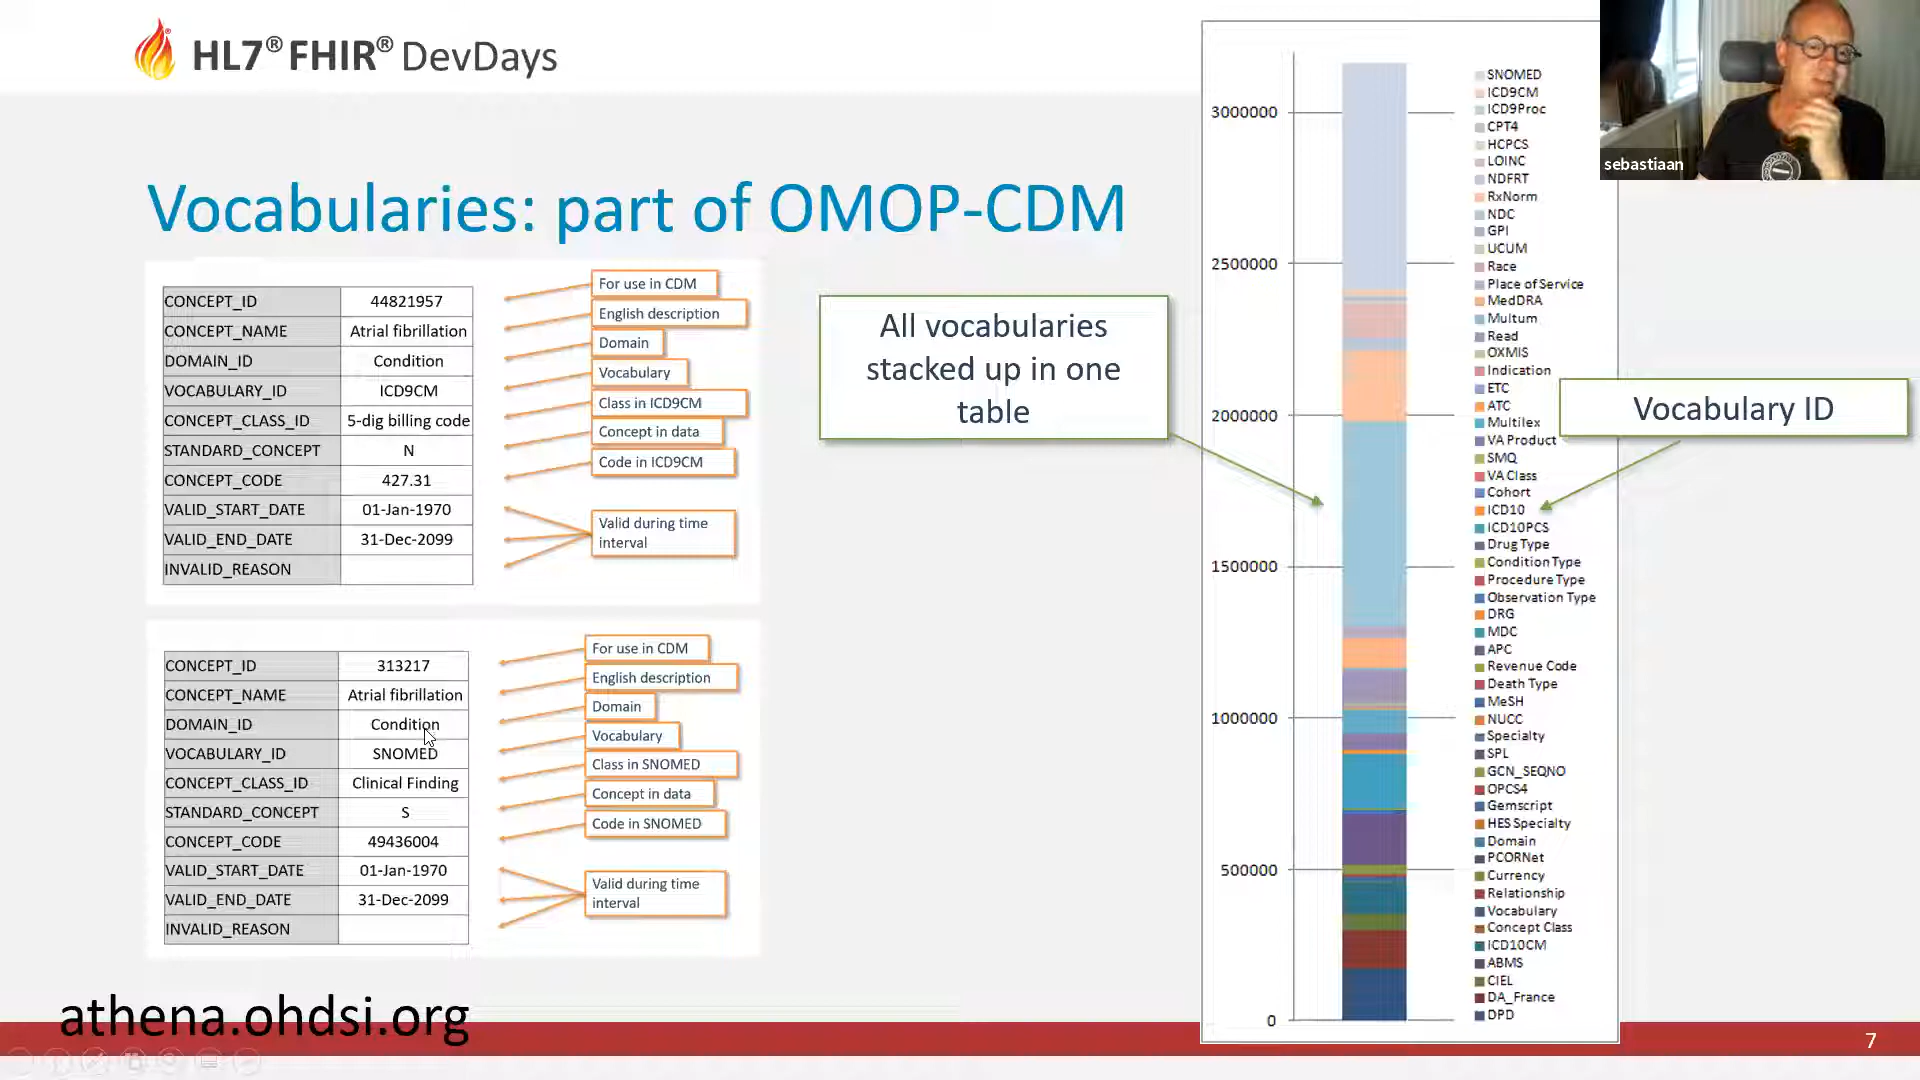 HL7® FHIR® DevDays
Vocabularies: part of OMOP-CDM
CONCEPT_ID 44821957
CONCEPT_NAME Atrial fibrillation
DOMAIN_ID Condition
VOCABULARY_ID ICD9CM
CONCEPT_CLASS_ID 5-dig billing code
STANDARD_CONCEPT N
CONCEPT_CODE 427.31
VALID_START_DATE 01-Jan-1970
VALID_END_DATE 31-Dec-2099
INVALID_REASON
For use in CDM
English description
Domain
Vocabulary
Class in ICD9CM
Concept in data
Code in ICD9CM
Valid during time
interval
CONCEPT_ID 313217
CONCEPT_NAME Atrial fibrillation
DOMAIN_ID Condition
VOCABULARY_ID SNOMED
CONCEPT_CLASS_ID Clinical Finding
STANDARD_CONCEPT S
CONCEPT_CODE 49436004
VALID_START_DATE 01-Jan-1970
VALID_END_DATE 31-Dec-2099
INVALID_REASON
For use in CDM
English description
Domain
Vocabulary
Class in SNOMED
Concept in data
Code in SNOMED
Valid during time
interval
All vocabularies
stacked up in one
table
3000000
2500000
2000000
1500000
1000000
500000
0
SNOMED
ICD9CM
ICD9Proc
CPT4
HCPCS
LOINC
NDFRT
RxNorm
NDC
GPI
UCUM
Race
Place of Service
MedDRA
Multum
Read
OXMIS
Indication
ETC
ATC
Multilex
VA Product
SMQ
VA Class
Cohort
ICD10
ICD10PCS
Drug Type
Condition Type
Procedure Type
Observation Type
DRG
MDC
APC
Revenue Code
Death Type
MeSH
NUCC
Specialty
SPL
GCN_SEQNO
OPCS4
Gemscript
HES Specialty
Domain
PCORNet
Currency
Relationship
Vocabulary
Concept Class
ICD10CM
ABMS
CIEL
DA_France
DPD
Vocabulary ID
sebastiaan
athena.ohdsi.org
7